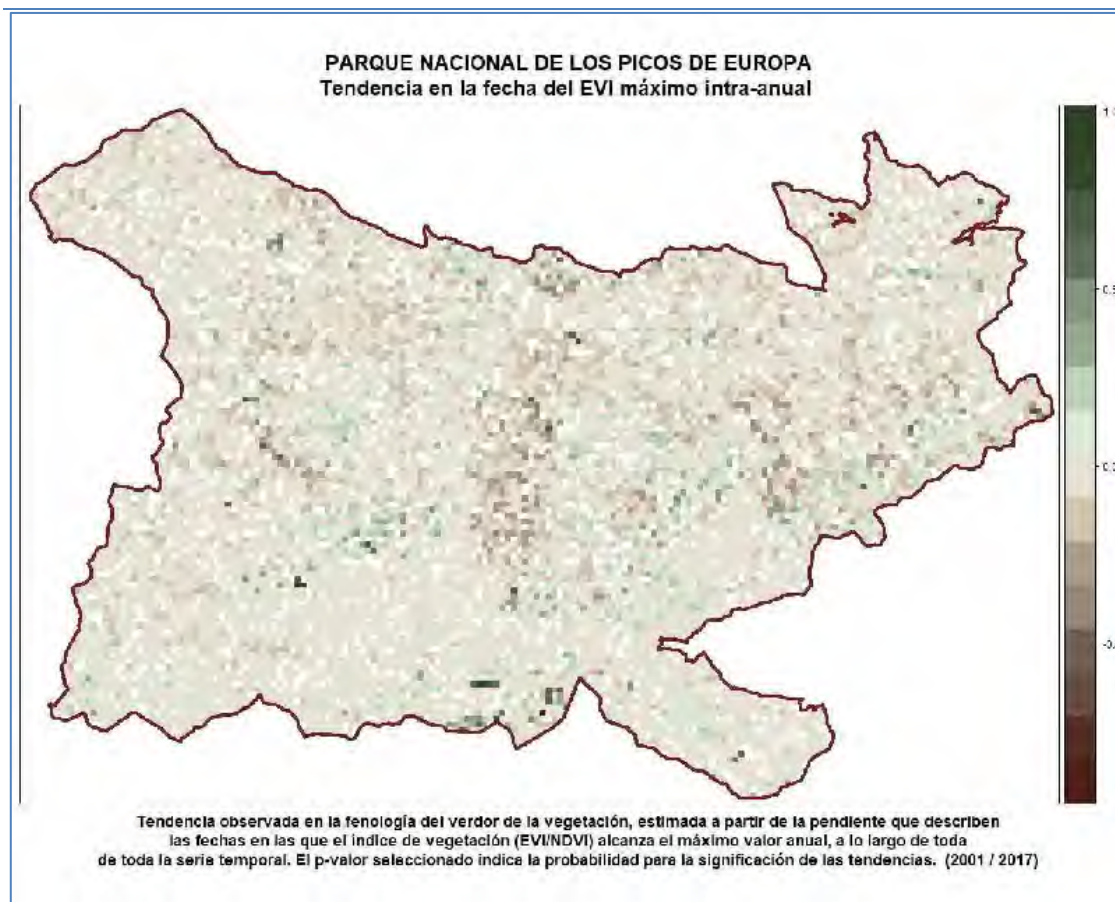 PARQUE NACIONAL DE LOS PICOS DE EUROPA
Tendencia en la fecha del EVI máximo intra-anual
Tendencia observada en la fenología del verdor de la vegetación, estimada a partir de la pendiente que describen
las fechas en las que el índice de vegetación (EVI/NDVI) alcanza el máximo valor anual, a lo largo de toda
de toda la serie temporal. El p-valor seleccionado indica la probabilidad para la significación de las tendencias. (2001 / 2017)